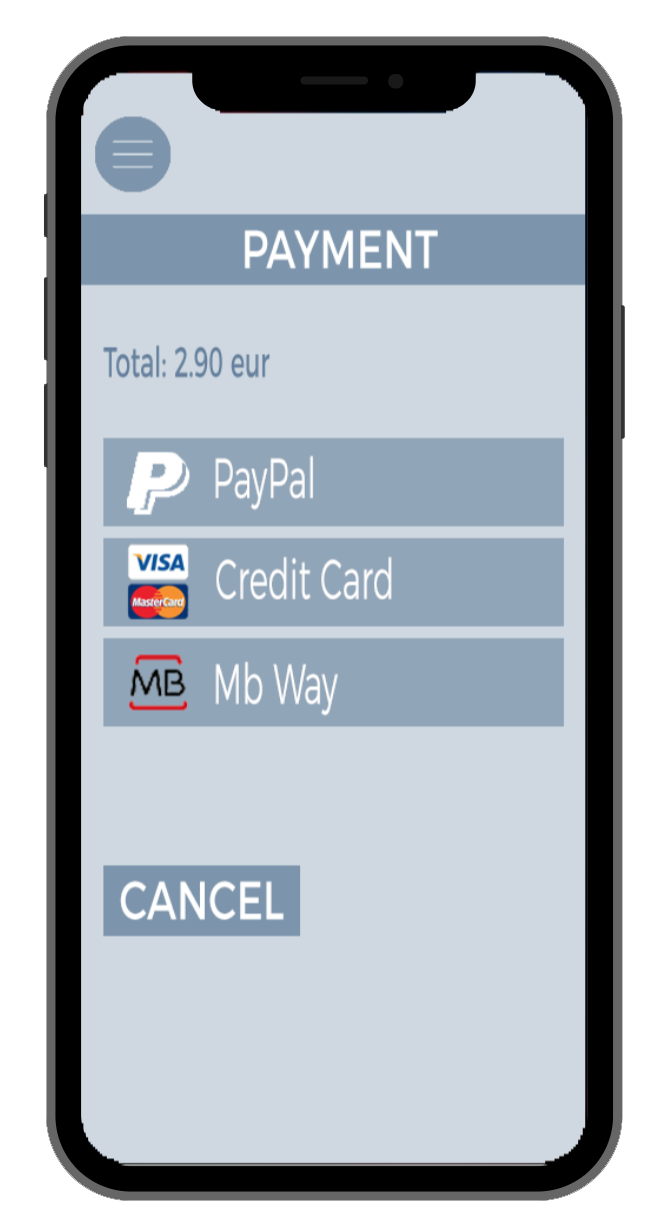 PAYMENT
Total: 2.90 eur
PayPal
VISA
MasterCard
Credit Card
MB
Mb Way
CANCEL